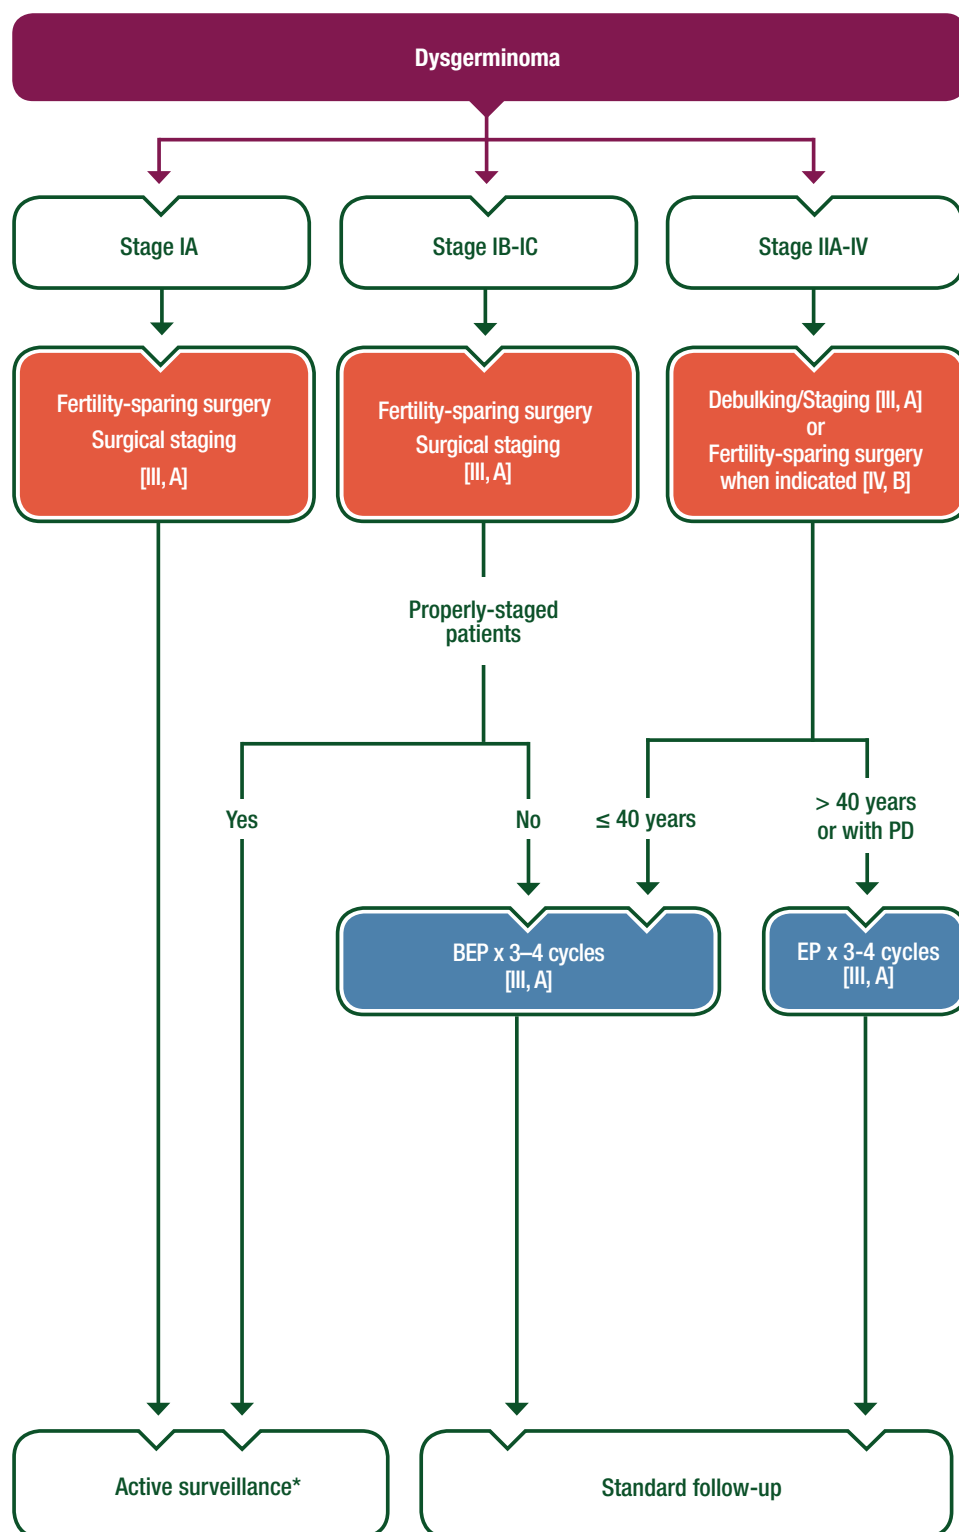 Dysgerminoma
Stage IA
Stage IB-IC
Stage IIA-IV
Fertility-sparing surgery
Surgical staging
[III, A]
Fertility-sparing surgery
Surgical staging
[III, A]
Debulking/Staging [III, A]
or
Fertility-sparing surgery
when indicated [IV, B]
Properly-staged
patients
Yes
No
≤ 40 years
> 40 years
or with PD
BEP x 3–4 cycles
[III, A]
EP x 3-4 cycles
[III, A]
Active surveillance*
Standard follow-up